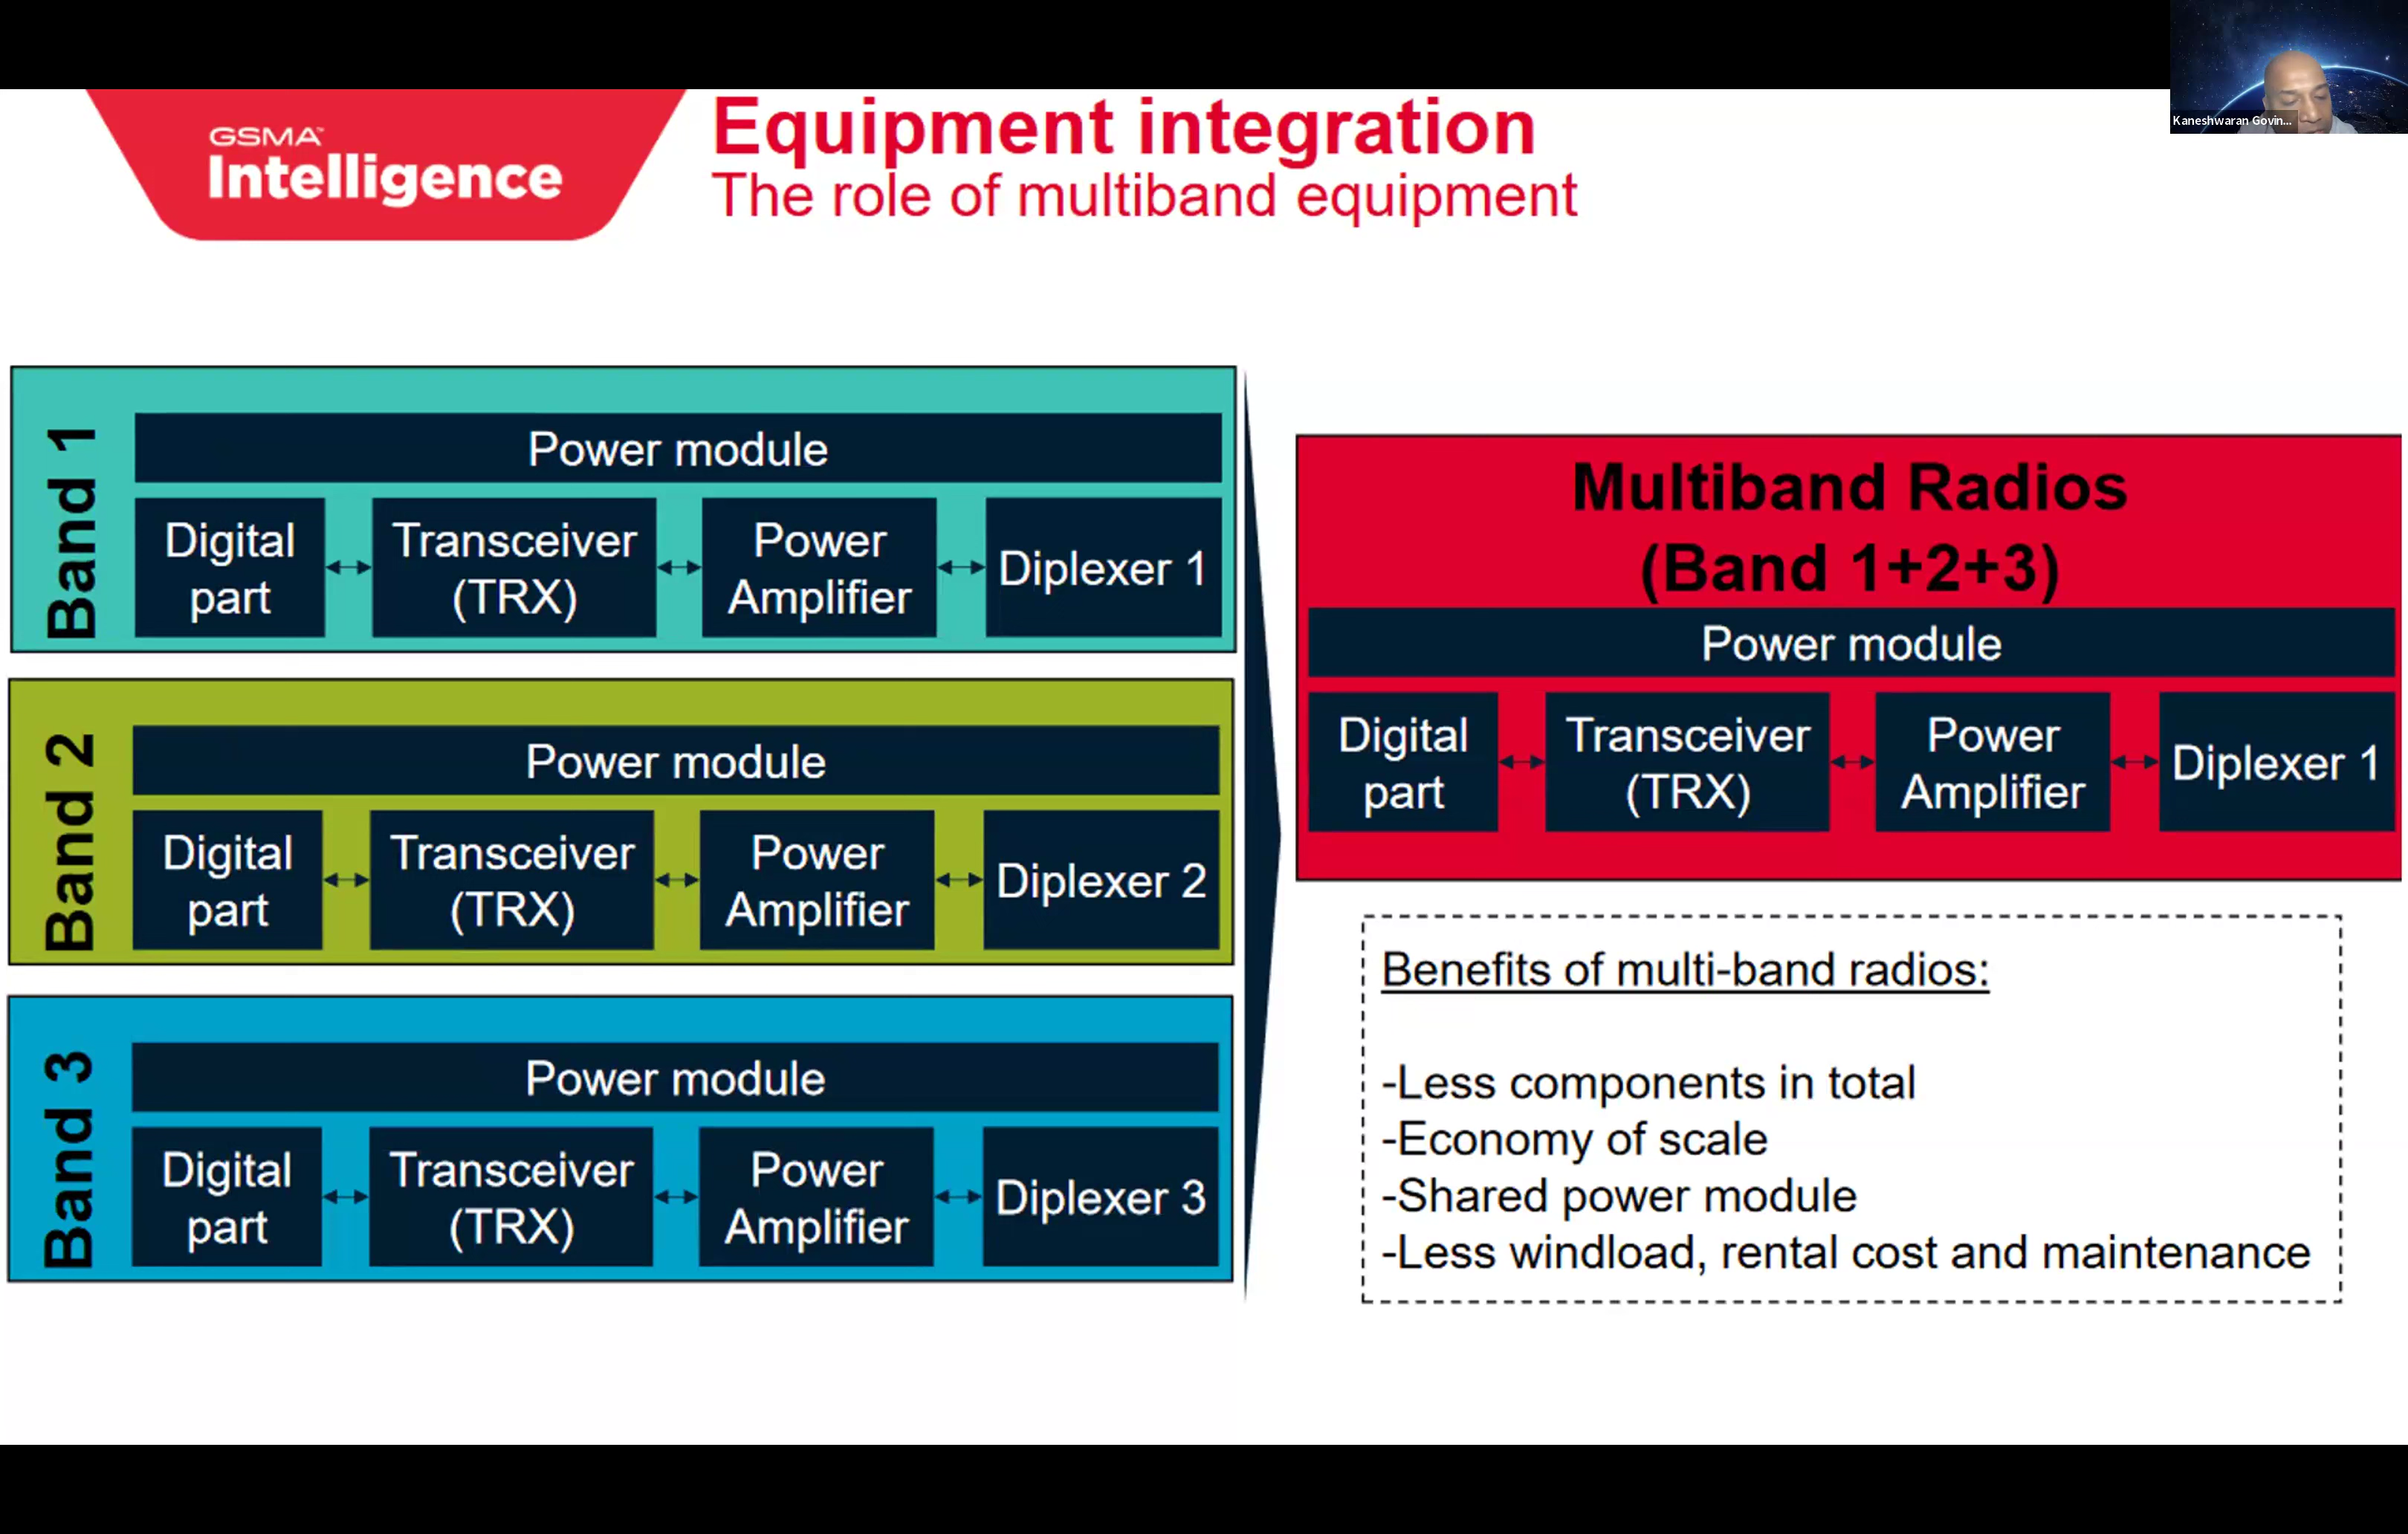 Kaneshwaran Govin...
GSMA™
Intelligence
Equipment integration
The role of multiband equipment
Band 1
Power module
Digital
part
Transceiver
(TRX)
Power
Amplifier
Diplexer 1
Band 2
Power module
Digital
part
Transceiver
(TRX)
Power
Amplifier
Diplexer 2
Band 3
Power module
Digital
part
Transceiver
(TRX)
Power
Amplifier
Diplexer 3
Multiband Radios
(Band 1+2+3)
Power module
Digital
part
Transceiver
(TRX)
Power
Amplifier
Diplexer 1
Benefits of multi-band radios:
-Less components in total
-Economy of scale
-Shared power module
-Less windload, rental cost and maintenance